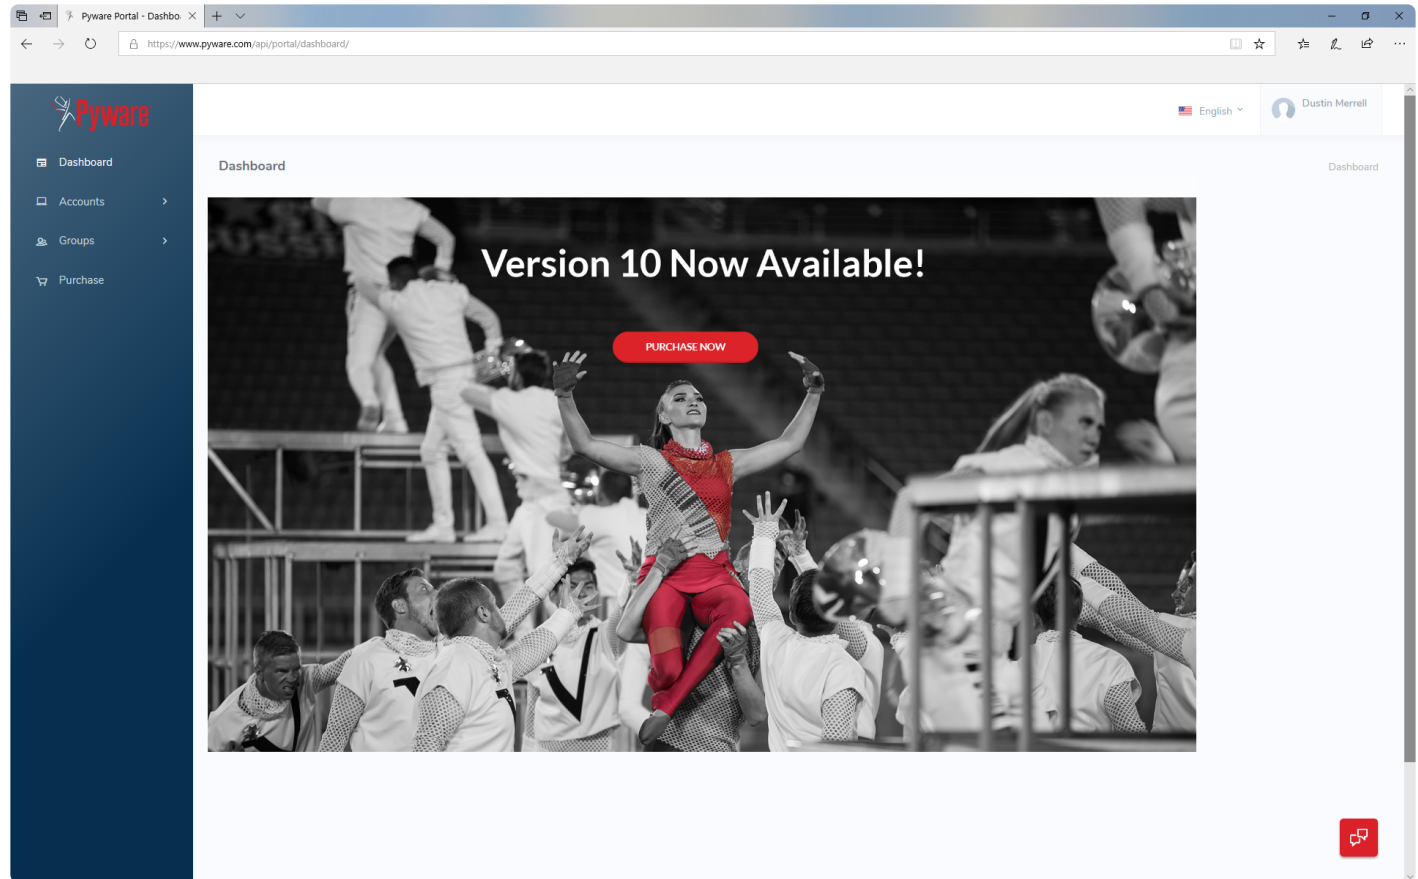 Pyware Portal - Dashbo
https://www.pyware.com/api/portal/dashboard/
Pyware
English
Dustin Merrell
Dashboard
Accounts
Groups
Purchase
Dashboard
Dashboard
Version 10 Now Available!
PURCHASE NOW